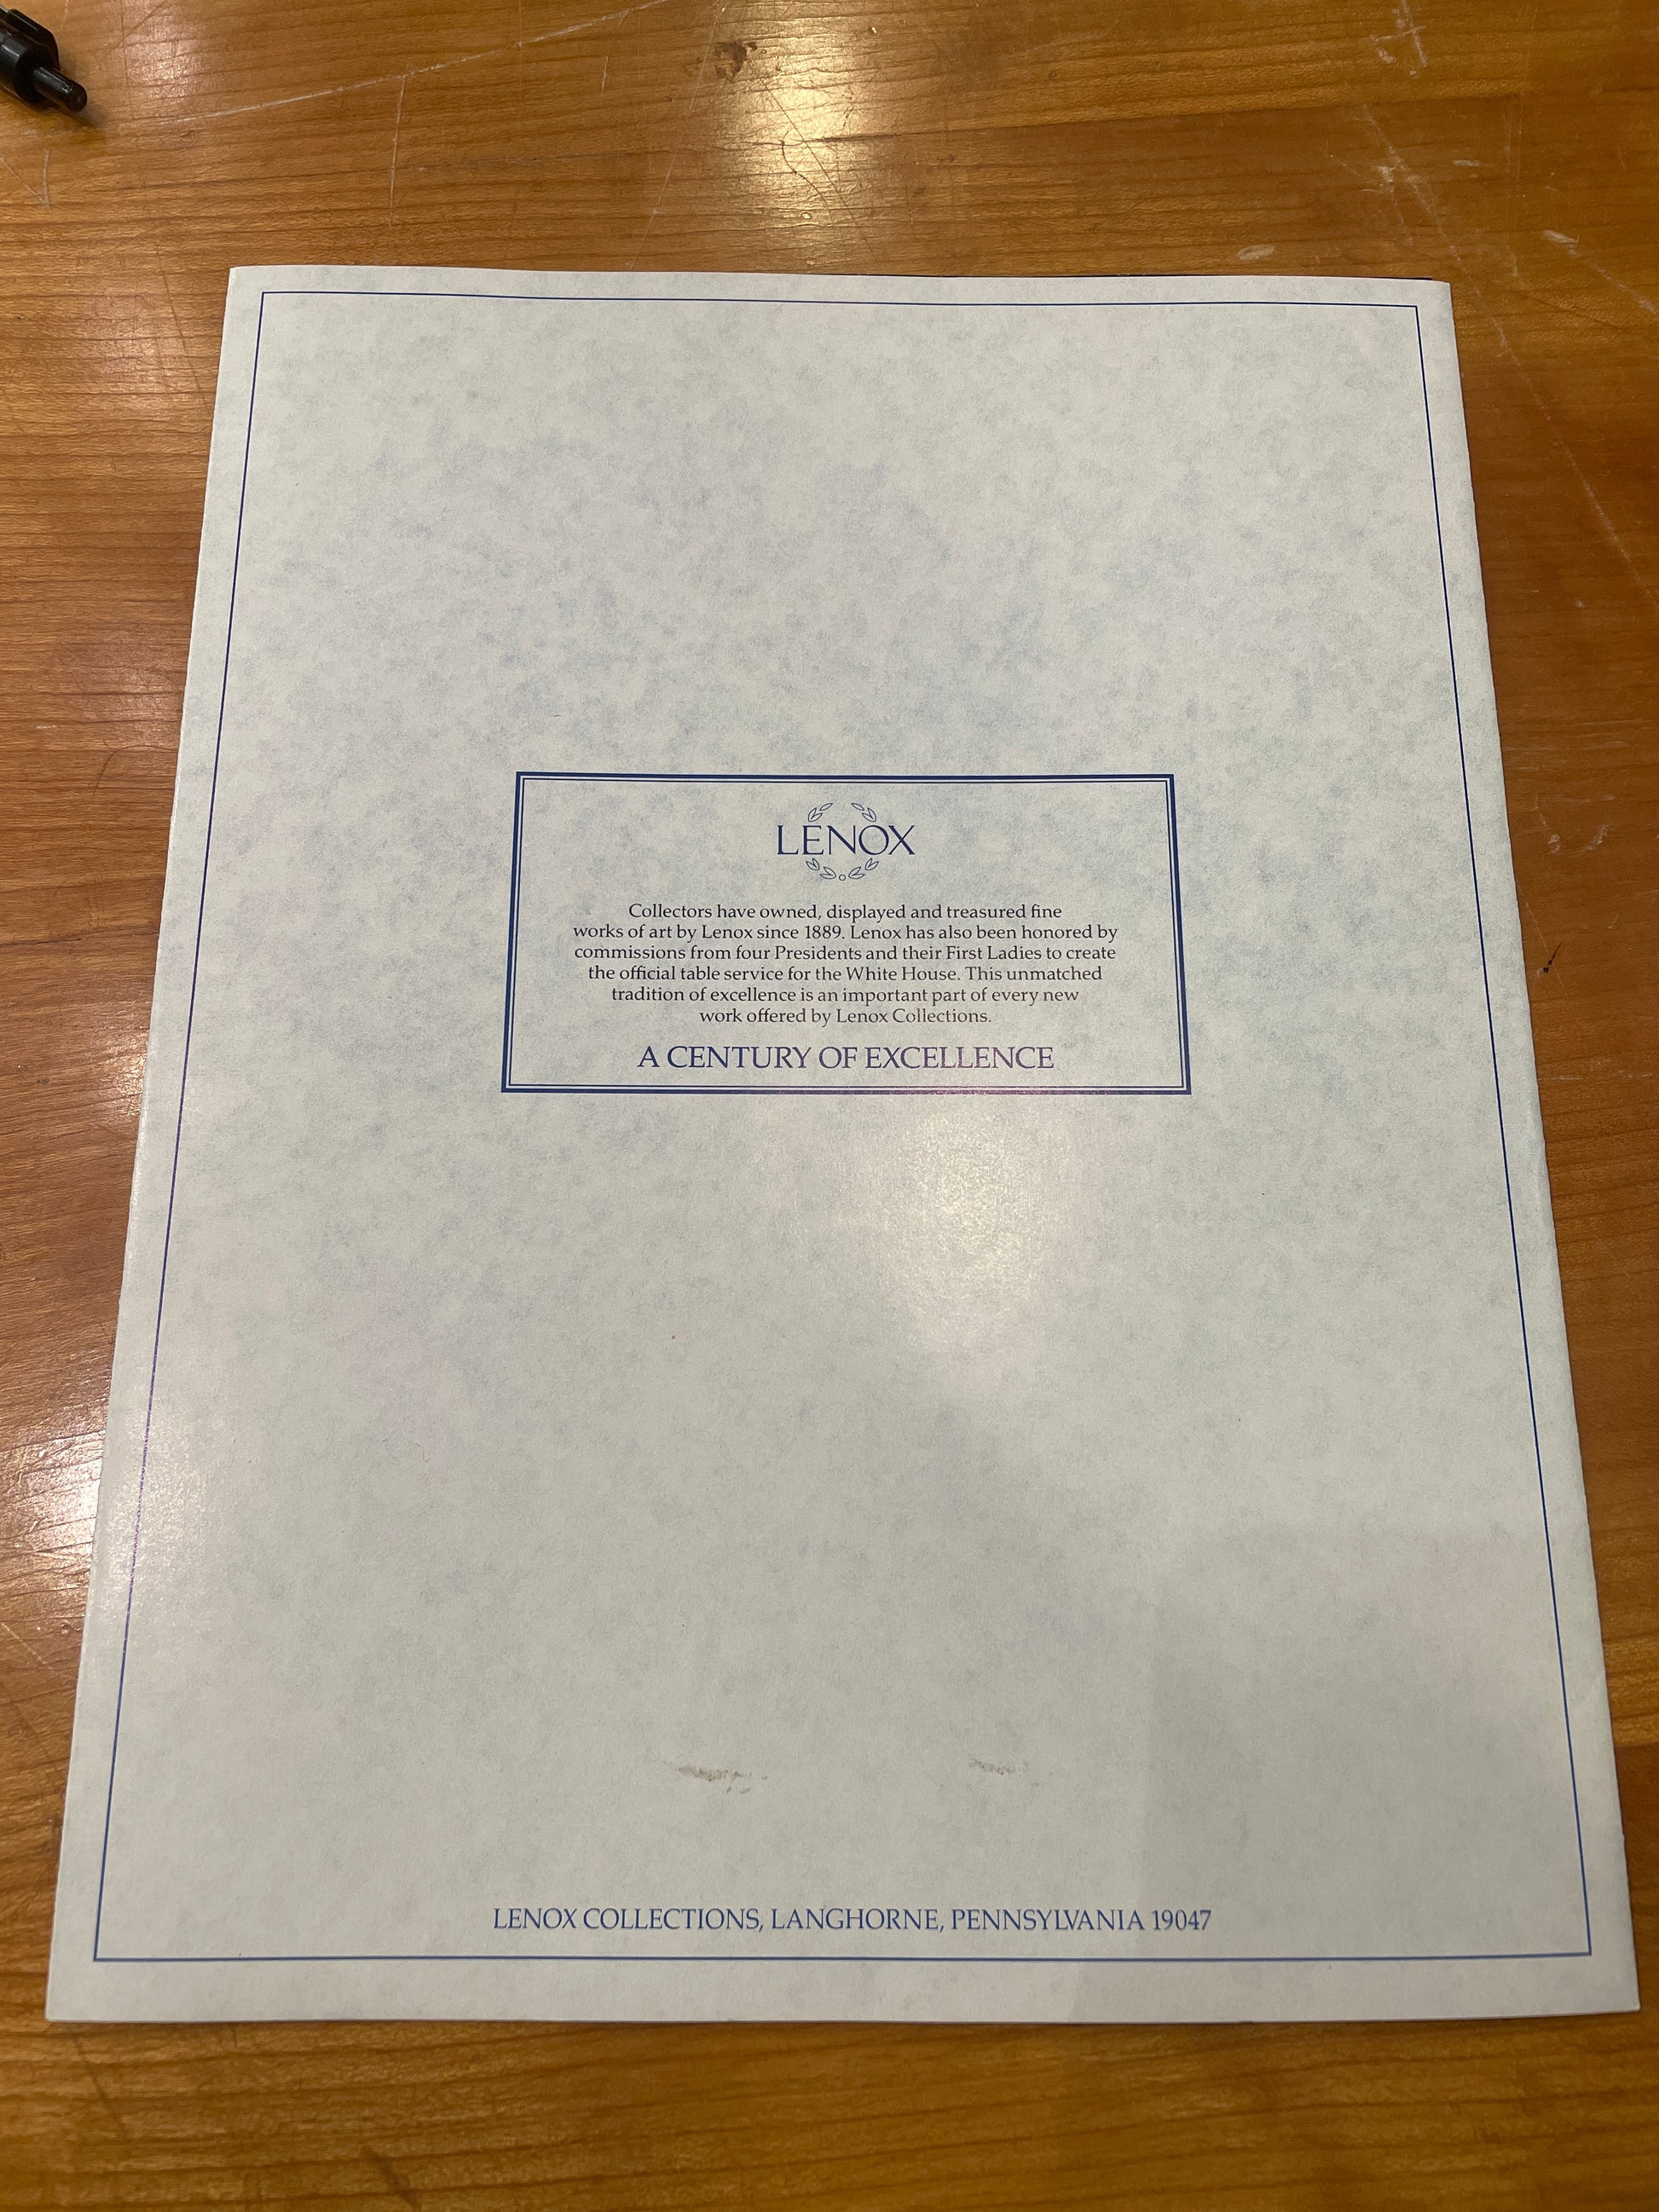 LENOX
Collectors have owned, displayed and treasured fine
works of art by Lenox since 1889. Lenox has also been honored by
commissions from four Presidents and their First Ladies to create
the official table service for the White House. This unmatched
tradition of excellence is an important part of every new
work offered by Lenox Collections.
A CENTURY OF EXCELLENCE
LENOX COLLECTIONS, LANGHORNE, PENNSYLVANIA 19047